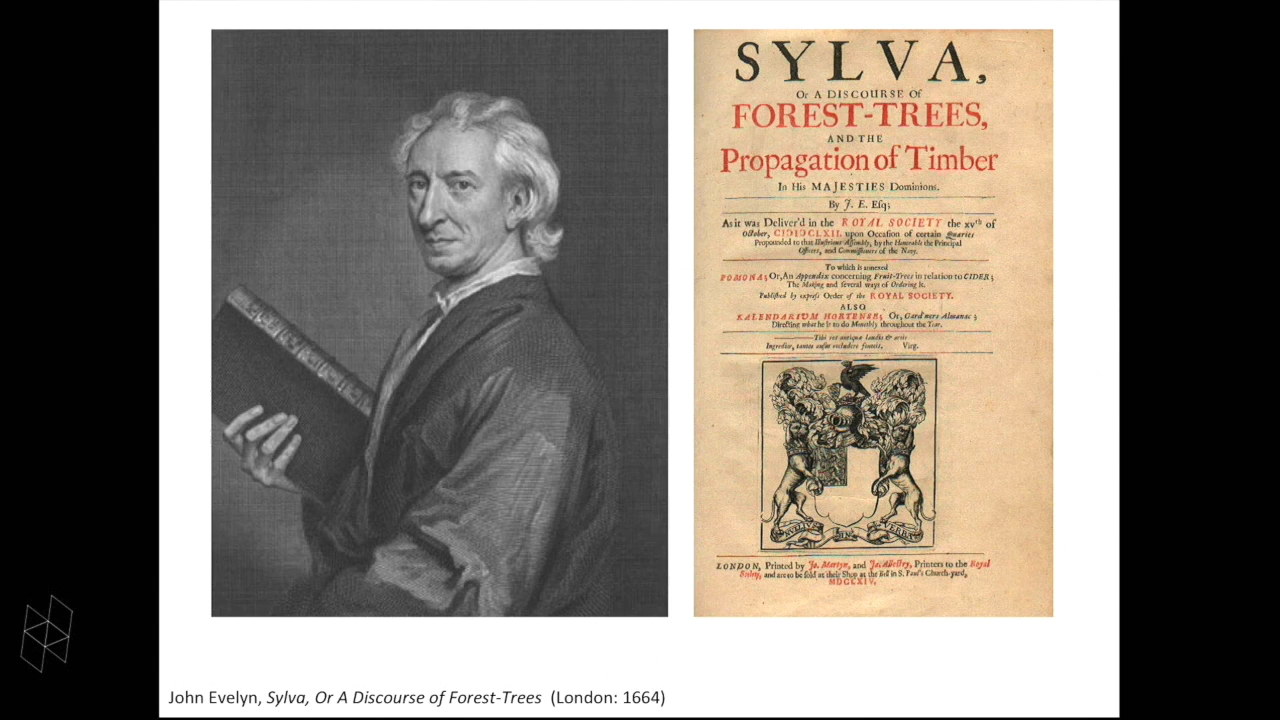 SYLVA,
Or A DISCOURSE Of
FOREST-TREES,
AND THE
Propagation of Timber
In His MAJESTIES Dominions.
By J. E. Esq;
As it was Deliver'd in the ROYAL SOCIETY the xvth of
October, CIↃIↃCLXII. upon Occasion of certain Quæries
Propounded to that Illustrious Assembly, by the Honorable the Principal
Officers, and Commissioners of the Navy.
To which is annexed
POMONA; Or, An Appendix concerning Fruit-Trees in relation to CIDER;
The Making and several ways of Ordering it.
Published by express Order of the ROYAL SOCIETY.
ALSO
KALENDARIUM HORTENSE; Or, Gard'ners Almanac;
Directing what he is to do Monethly throughout the Year.
Tibi res antiquæ laudis & artis
Ingredior, tantos ausus recludere fonteis. Virg.
NULLIUS IN VERBA
LONDON, Printed by Jo. Martyn, and Ja. Allestry, Printers to the Royal
Society, and are to be sold at their Shop at the Bell in S. Paul's Church-yard,
MDCLXIV.
John Evelyn, Sylva, Or A Discourse of Forest-Trees (London: 1664)